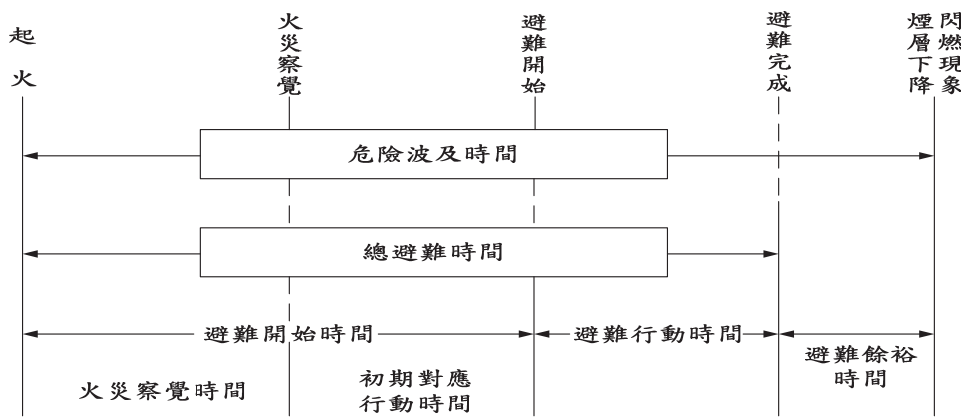 起火
火災察覺
避難開始
避難完成
閃燃現象
煙層下降
危險波及時間
總避難時間
避難開始時間
避難行動時間
避難餘裕
時間
火災察覺時間
初期對應
行動時間